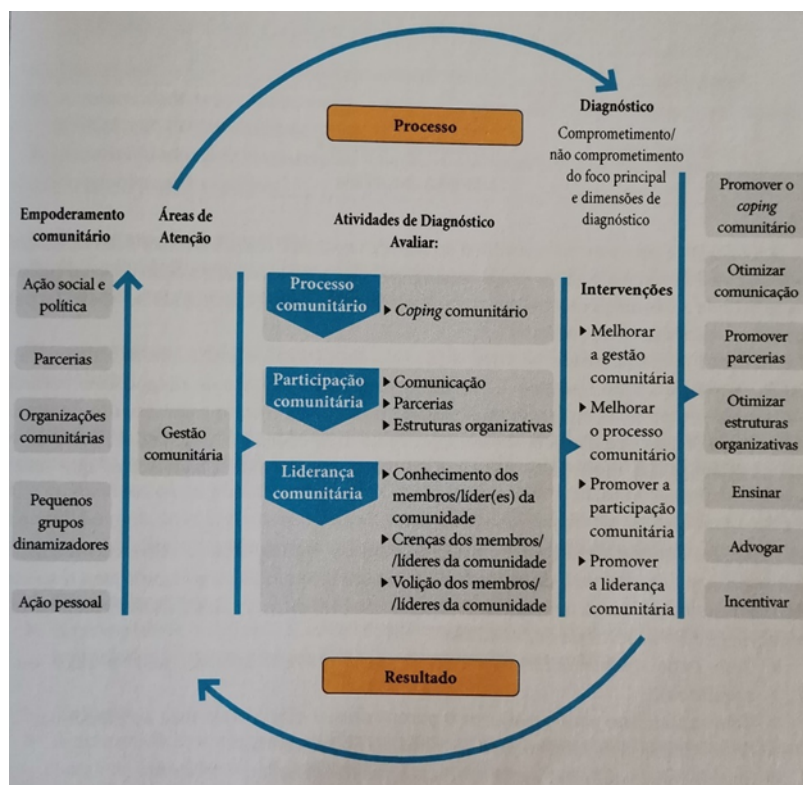 Processo
Diagnóstico
Comprometimento/
não comprometimento
do foco principal
e dimensões de
diagnóstico
Empoderamento
comunitário
Ação social e
política
Parcerias
Organizações
comunitárias
Pequenos
grupos
dinamizadores
Ação pessoal
Áreas de
Atenção
Gestão
comunitária
Atividades de Diagnóstico
Avaliar:
Processo
comunitário
▶ Coping comunitário
Participação
comunitária
▶ Comunicação
▶ Parcerias
▶ Estruturas organizativas
Liderança
comunitária
▶ Conhecimento dos
membros/líder(es) da
comunidade
▶ Crenças dos membros/
/líderes da comunidade
▶ Volição dos membros/
/líderes da comunidade
Intervenções
▶ Melhorar
a gestão
comunitária
▶ Melhorar
o processo
comunitário
▶ Promover a
participação
comunitária
▶ Promover
a liderança
comunitária
Promover o
coping
comunitário
Otimizar
comunicação
Promover
parcerias
Otimizar
estruturas
organizativas
Ensinar
Advogar
Incentivar
Resultado